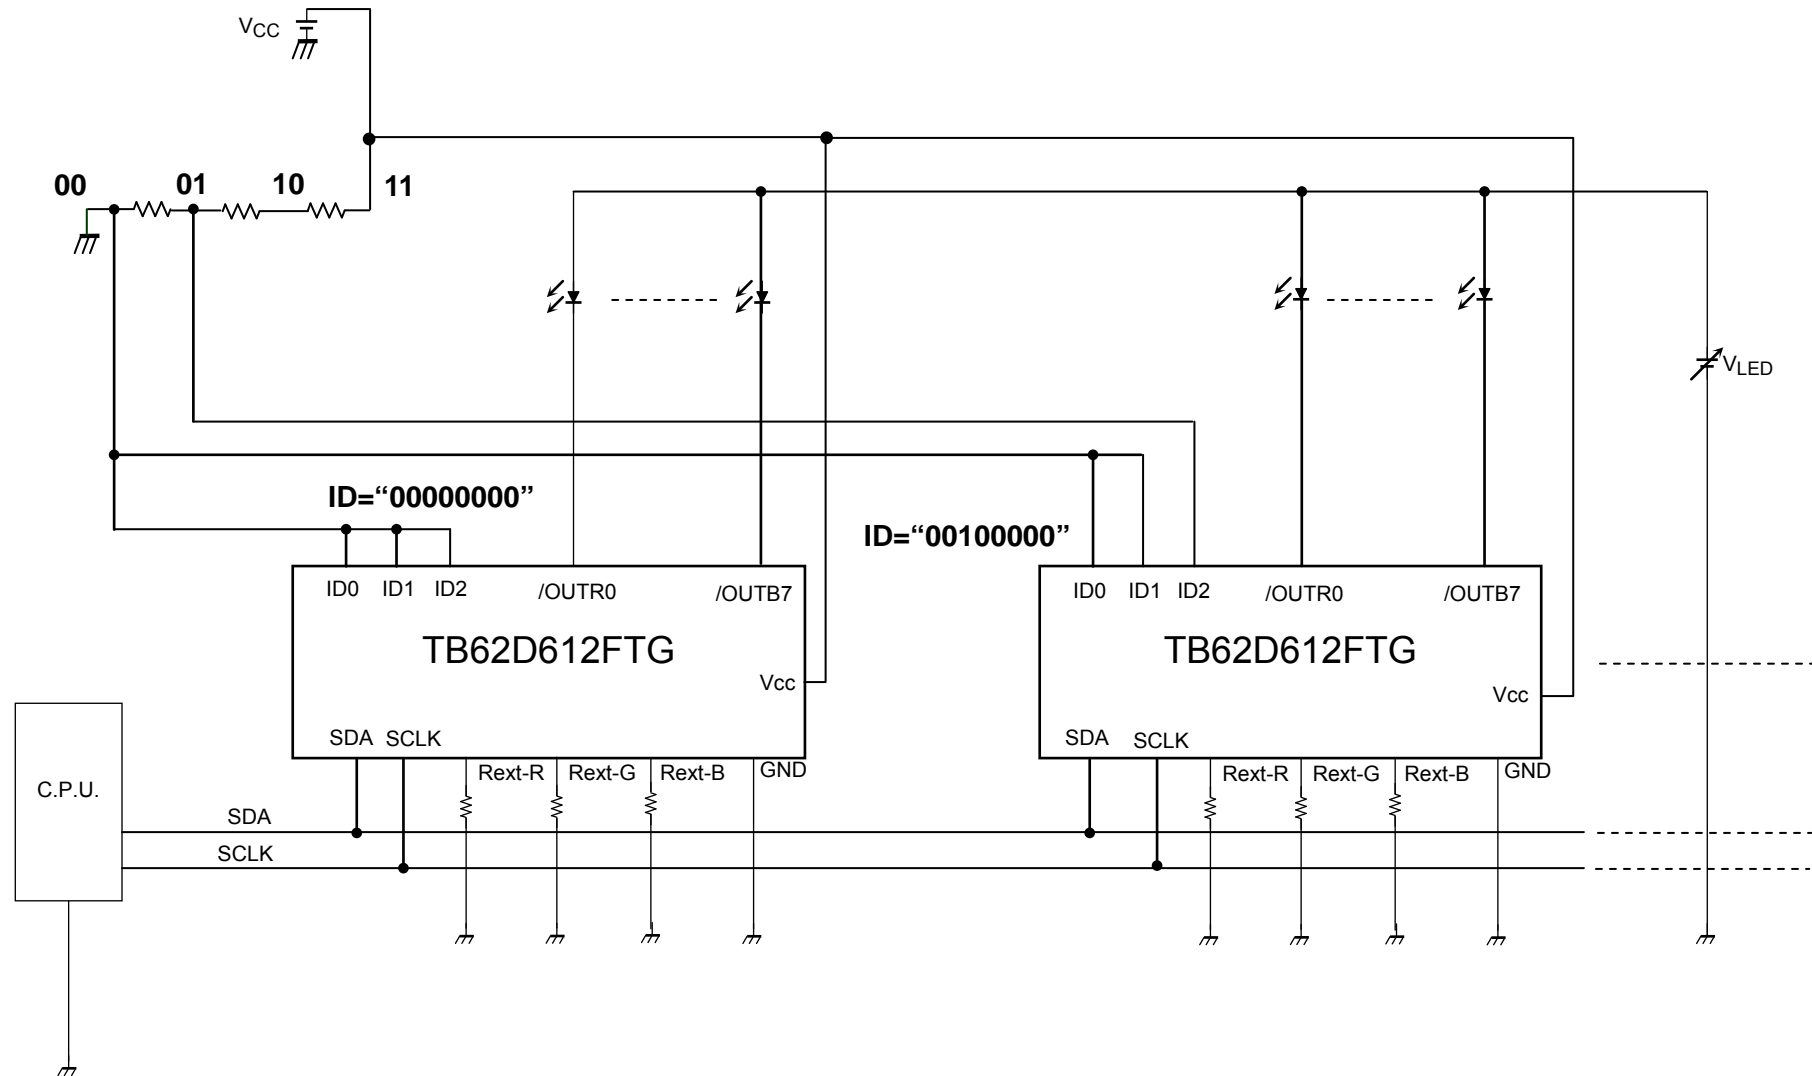 VCC
00 01 10 11
VLED
ID=“00000000”
ID=“00100000”
ID0 ID1 ID2 /OUTR0 /OUTB7
TB62D612FTG
Vcc
SDA SCLK
Rext-R Rext-G Rext-B GND
ID0 ID1 ID2 /OUTR0 /OUTB7
TB62D612FTG
Vcc
SDA SCLK
Rext-R Rext-G Rext-B GND
C.P.U.
SDA
SCLK